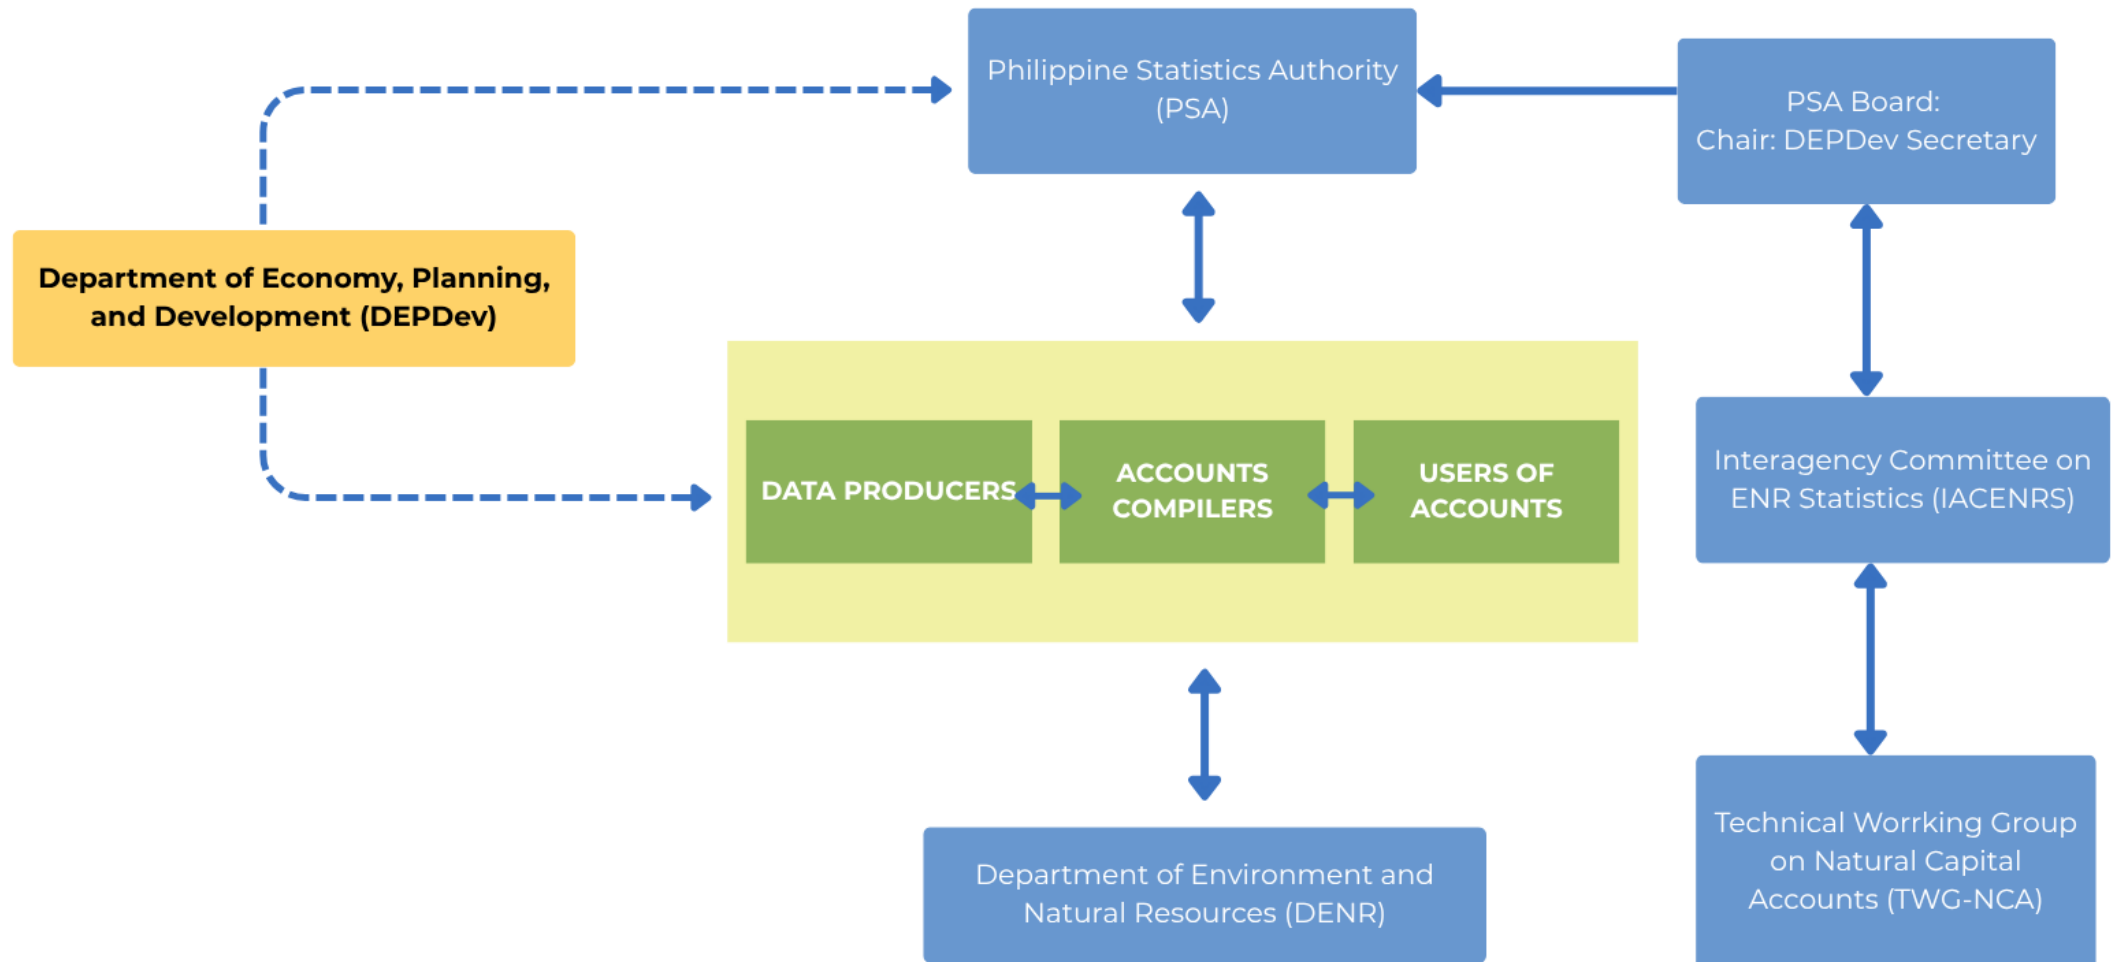 Philippine Statistics Authority
(PSA)
PSA Board:
Chair: DEPDev Secretary
Department of Economy, Planning,
and Development (DEPDev)
DATA PRODUCERS
ACCOUNTS
COMPILERS
USERS OF
ACCOUNTS
Interagency Committee on
ENR Statistics (IACENRS)
Department of Environment and
Natural Resources (DENR)
Technical Worrking Group
on Natural Capital
Accounts (TWG-NCA)